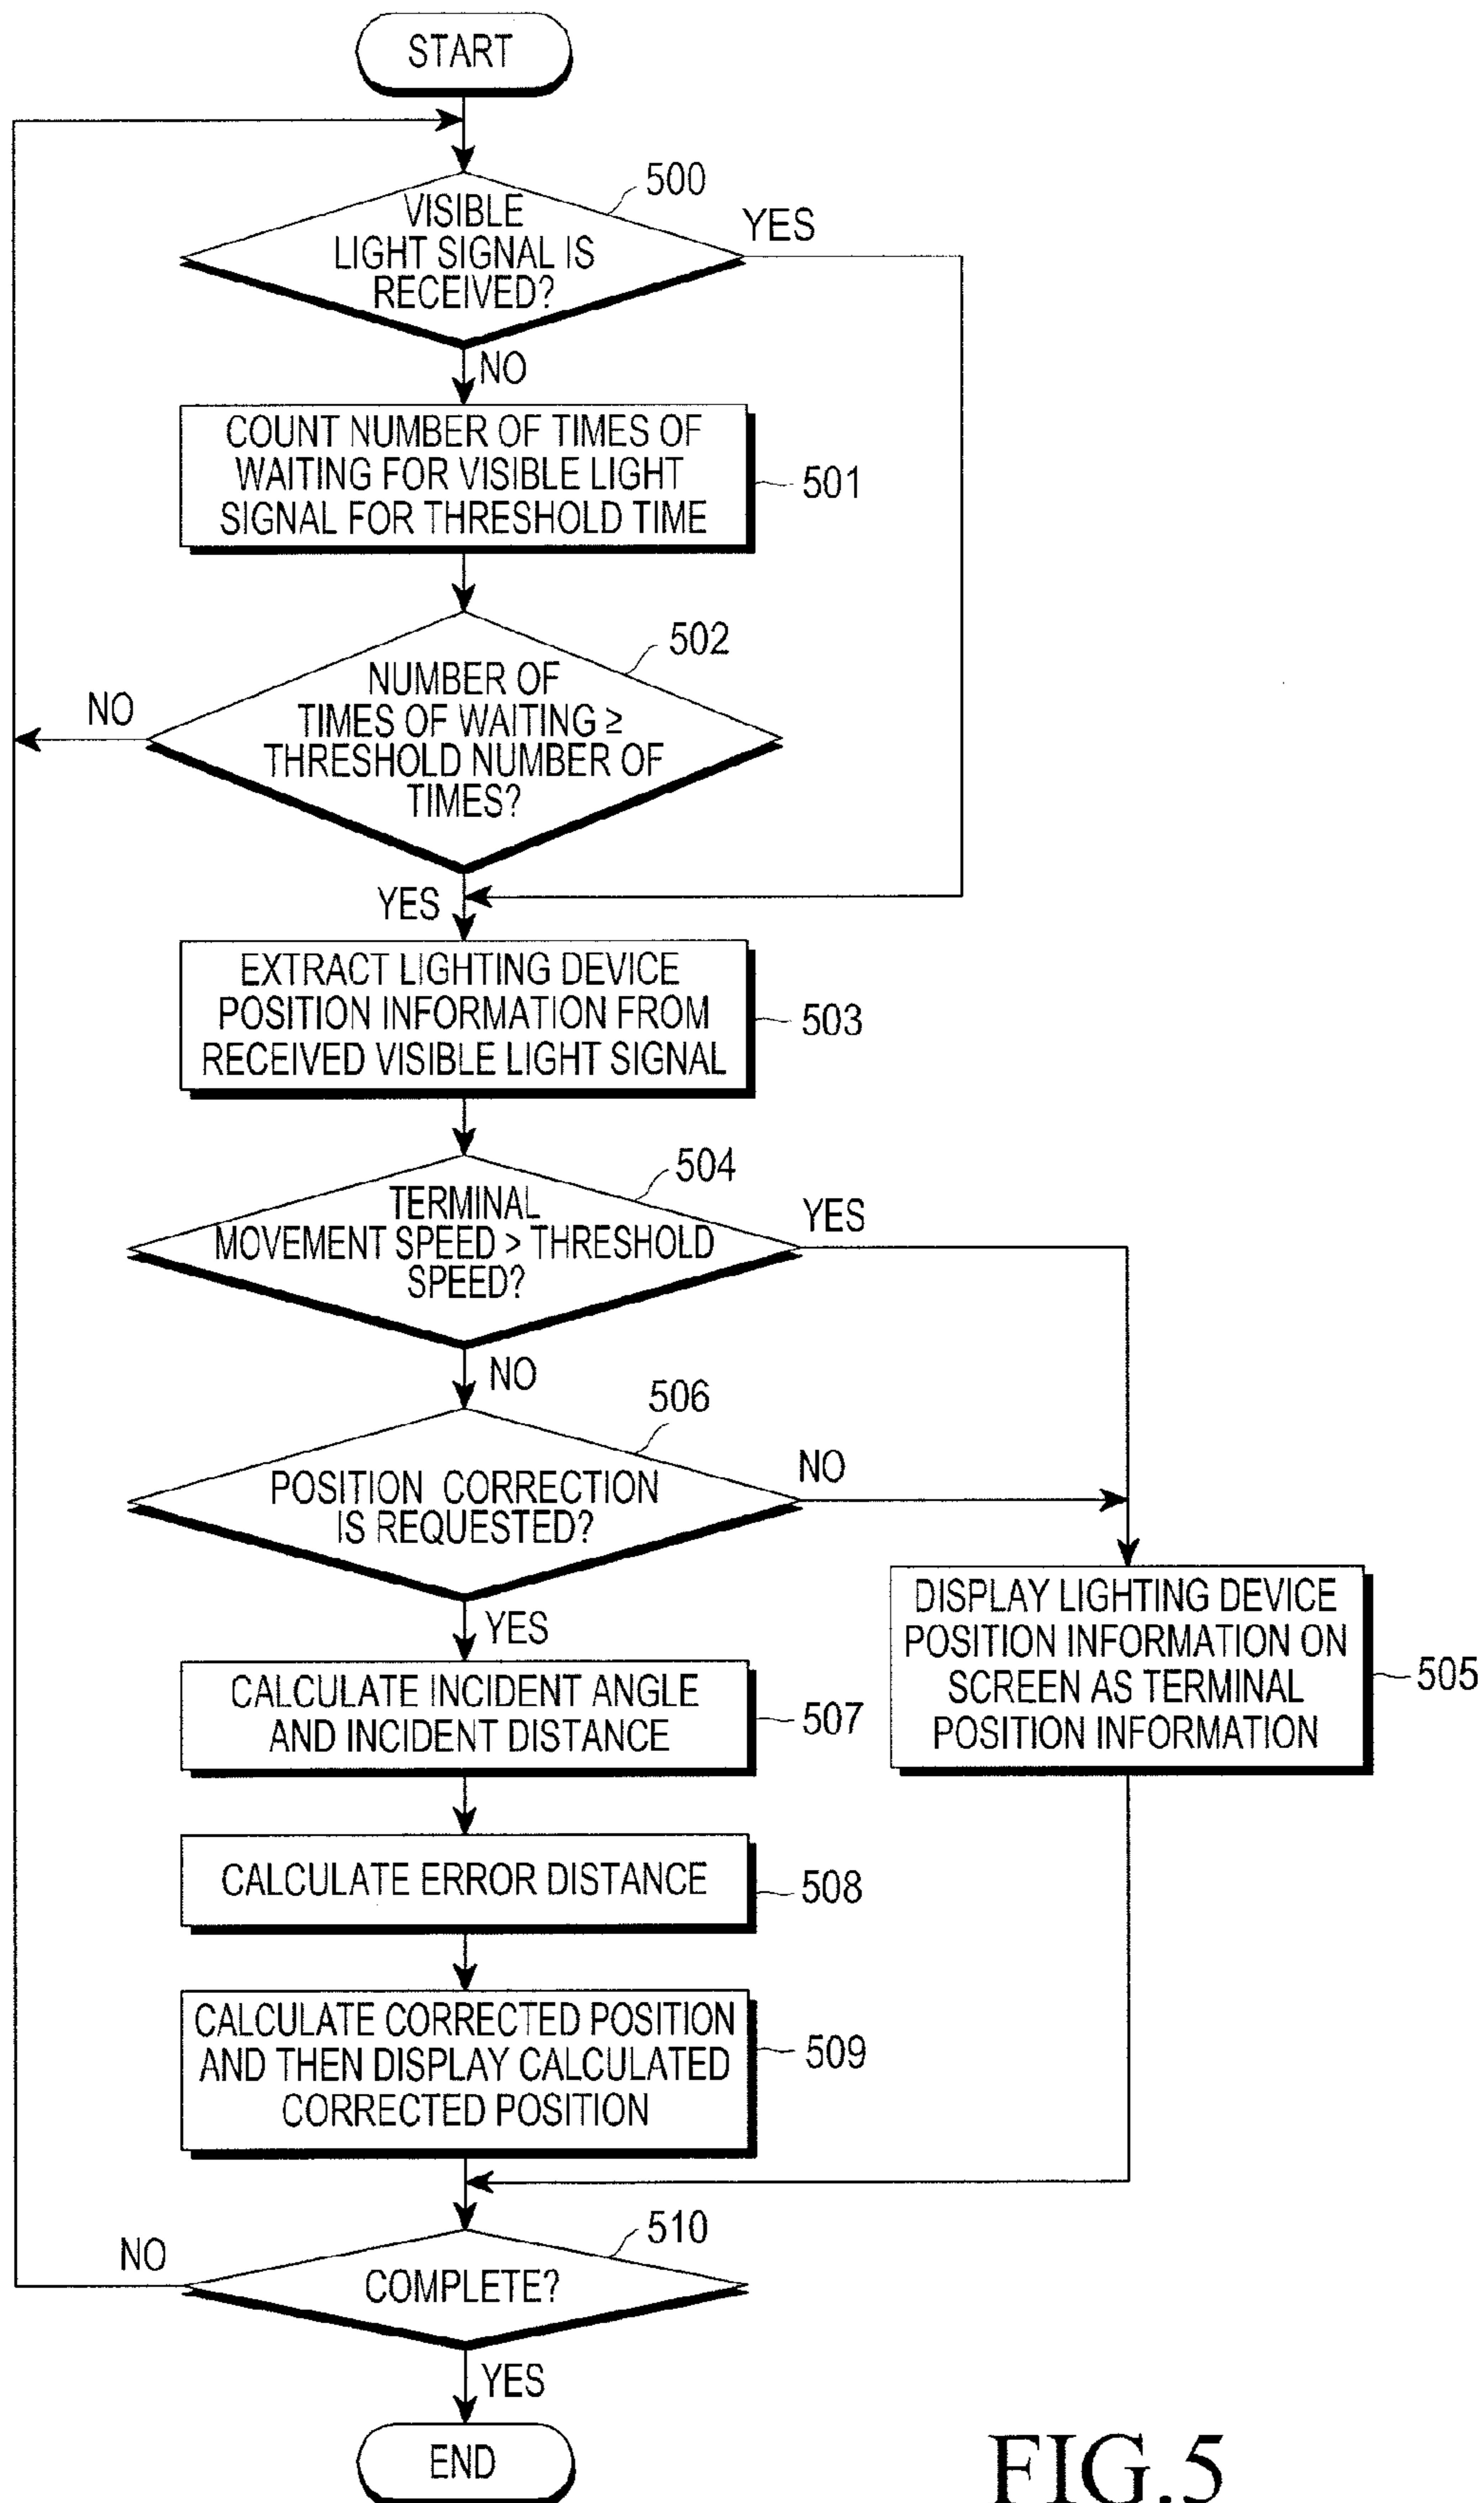 START
500
VISIBLE
LIGHT SIGNAL IS
RECEIVED?
YES
NO
COUNT NUMBER OF TIMES OF
WAITING FOR VISIBLE LIGHT
SIGNAL FOR THRESHOLD TIME
501
502
NUMBER OF
TIMES OF WAITING ≥
THRESHOLD NUMBER OF
TIMES?
NO
YES
EXTRACT LIGHTING DEVICE
POSITION INFORMATION FROM
RECEIVED VISIBLE LIGHT SIGNAL
503
504
TERMINAL
MOVEMENT SPEED > THRESHOLD
SPEED?
YES
NO
506
POSITION CORRECTION
IS REQUESTED?
NO
YES
DISPLAY LIGHTING DEVICE
POSITION INFORMATION ON
SCREEN AS TERMINAL
POSITION INFORMATION
505
CALCULATE INCIDENT ANGLE
AND INCIDENT DISTANCE
507
CALCULATE ERROR DISTANCE
508
CALCULATE CORRECTED POSITION
AND THEN DISPLAY CALCULATED
CORRECTED POSITION
509
510
COMPLETE?
NO
YES
END
FIG.5